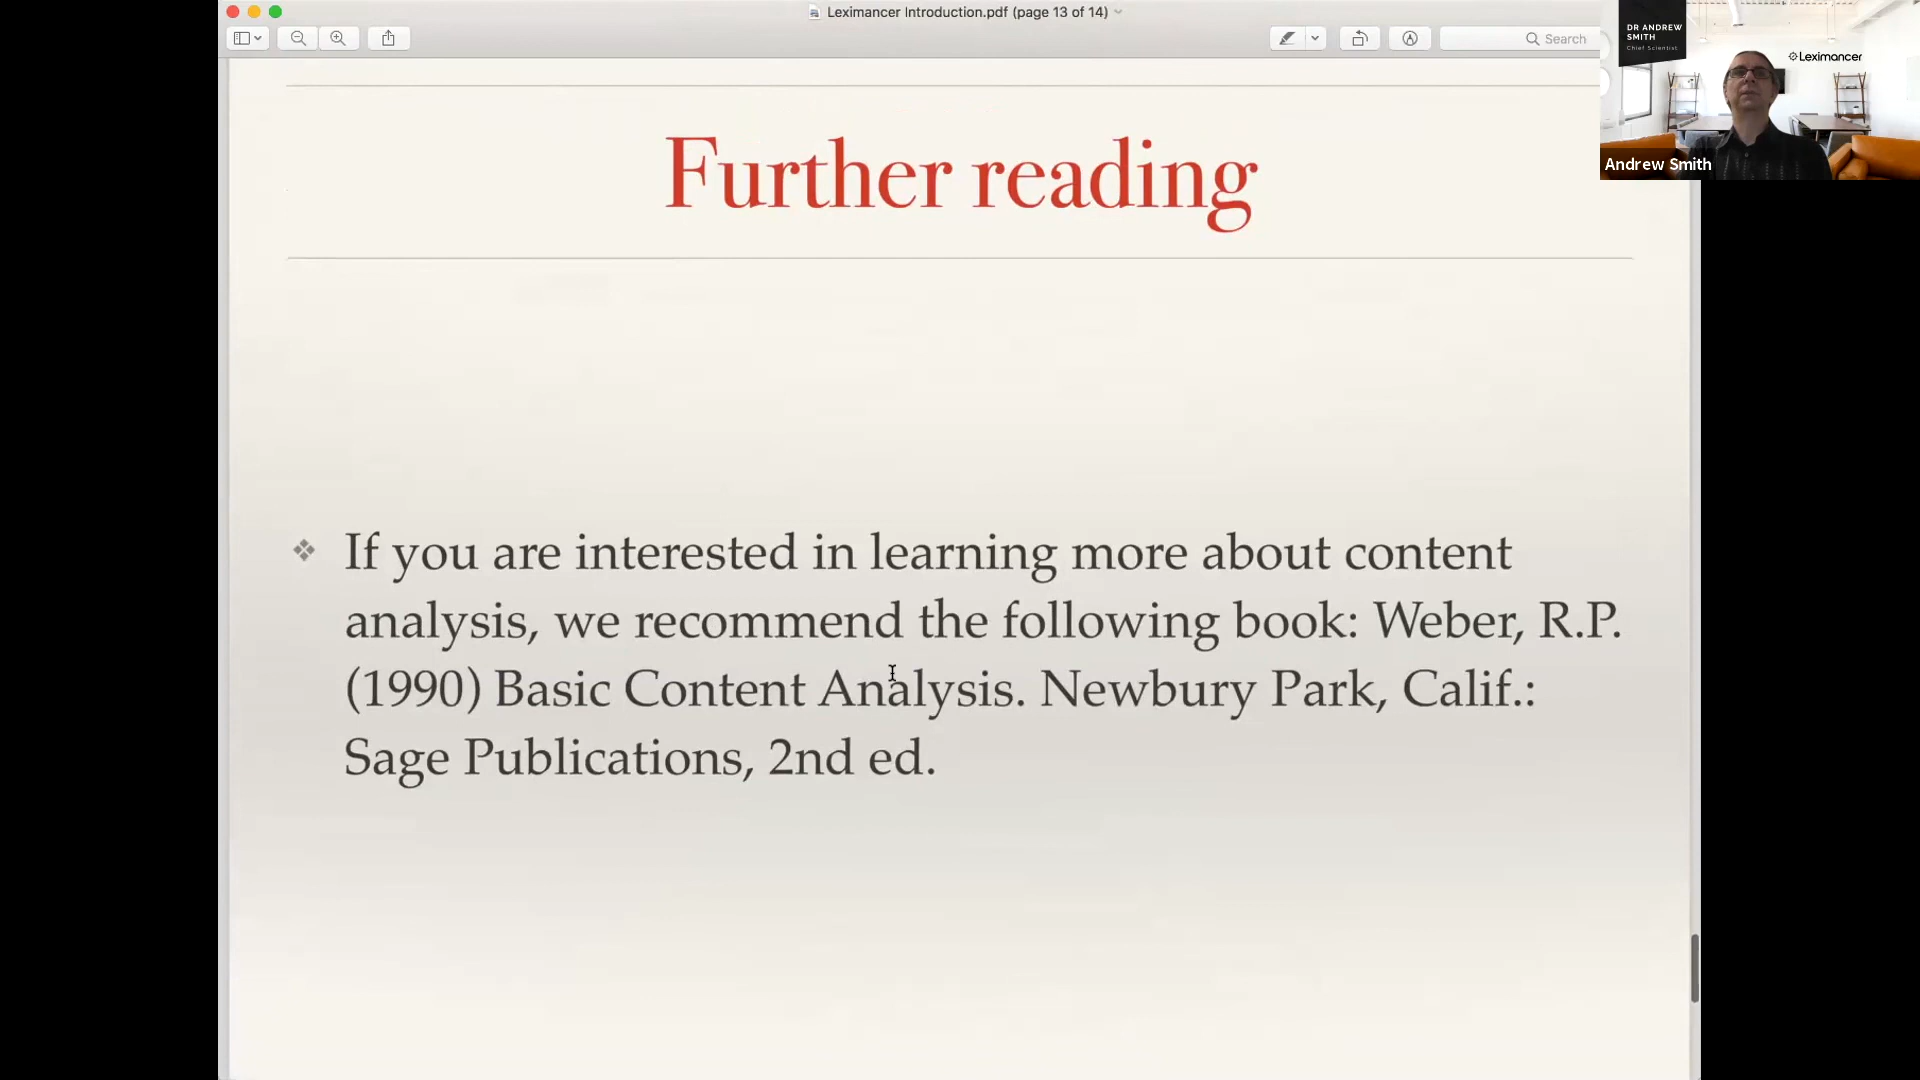 Leximancer Introduction.pdf (page 13 of 14)
Search
DR ANDREW
SMITH
Chief Scientist
Leximancer
Andrew Smith
Further reading
If you are interested in learning more about content
analysis, we recommend the following book: Weber, R.P.
(1990) Basic Content Analysis. Newbury Park, Calif.:
Sage Publications, 2nd ed.